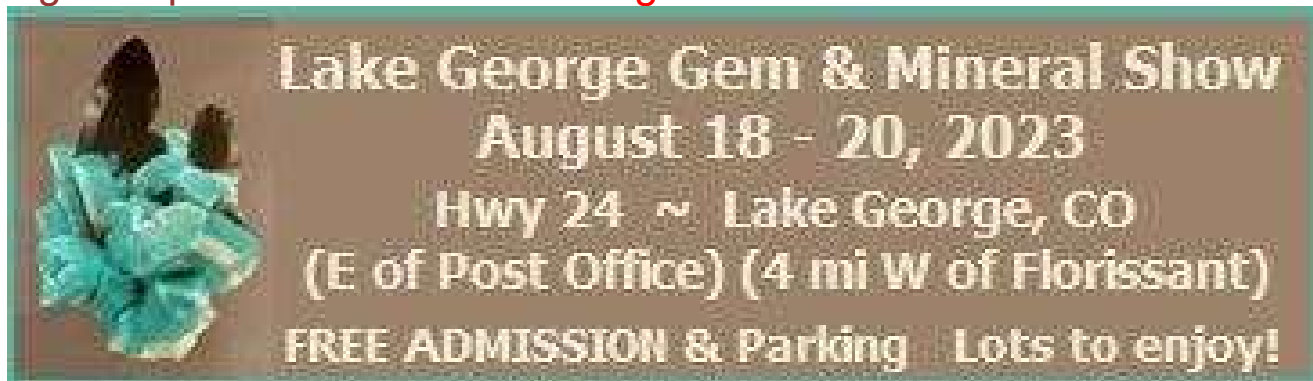 Lake George Gem & Mineral Show
August 18 - 20, 2023
Hwy 24 ~ Lake George, CO
(E of Post Office) (4 mi W of Florissant)
FREE ADMISSION & Parking Lots to enjoy!